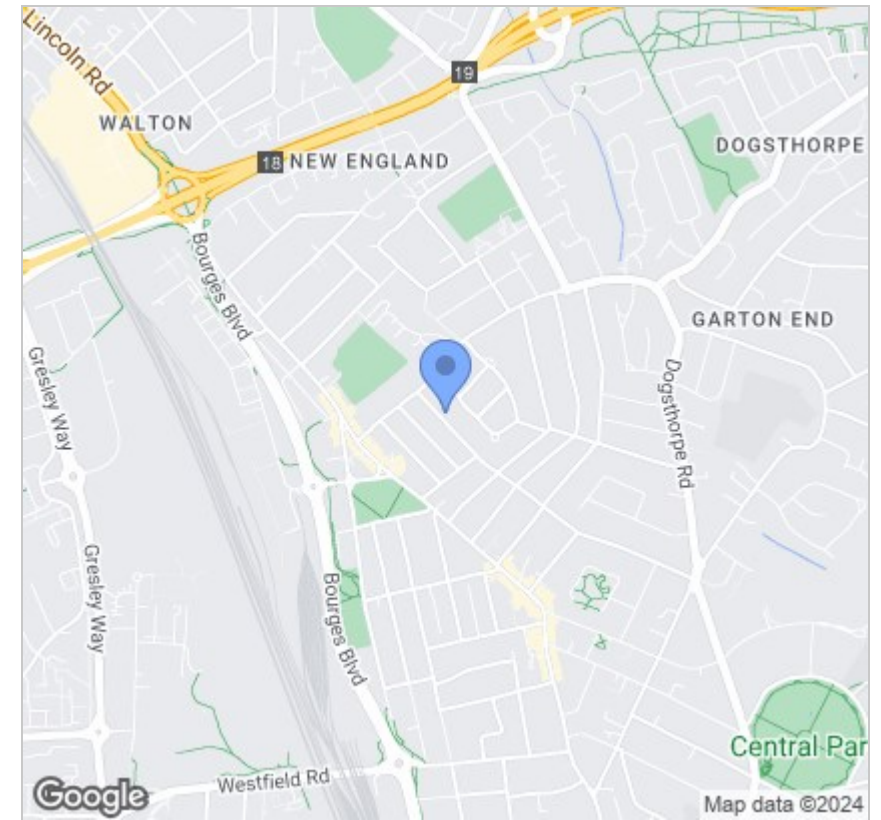 Lincoln Rd
19
WALTON
DOGSTHORPE
18
NEW ENGLAND
Bourges Blvd
GARTON END
Gresley Way
Dogsthorpe Rd
Gresley Way
Bourges Blvd
Central Par
Westfield Rd
Google
Map data ©2024